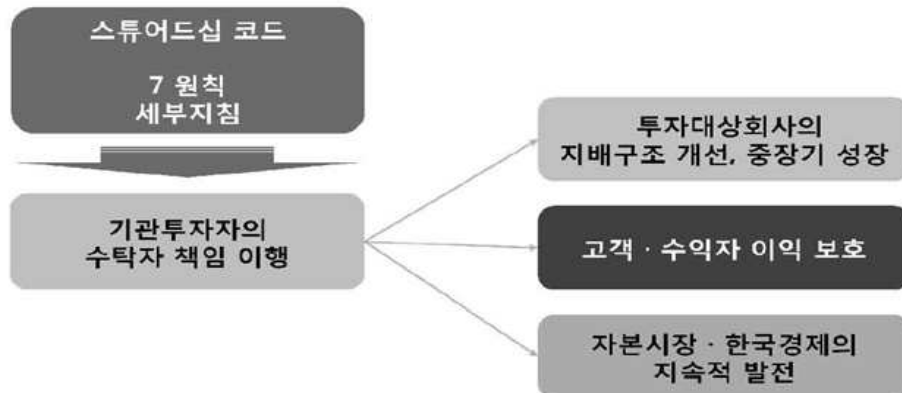 스튜어드십 코드
7 원칙
세부지침
기관투자자의
수탁자 책임 이행
투자대상회사의
지배구조 개선, 중장기 성장
고객 · 수익자 이익 보호
자본시장 · 한국경제의
지속적 발전